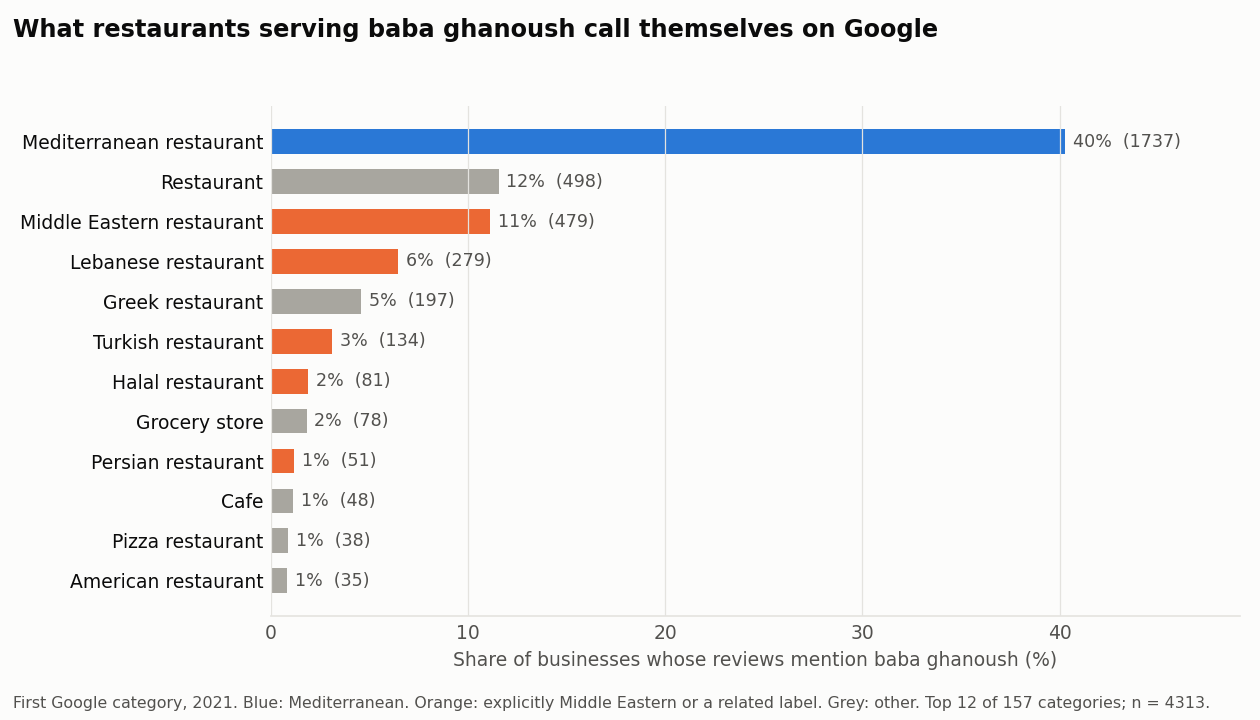 What restaurants serving baba ghanoush call themselves on Google
Mediterranean restaurant 40% (1737)
Restaurant 12% (498)
Middle Eastern restaurant 11% (479)
Lebanese restaurant 6% (279)
Greek restaurant 5% (197)
Turkish restaurant 3% (134)
Halal restaurant 2% (81)
Grocery store 2% (78)
Persian restaurant 1% (51)
Cafe 1% (48)
Pizza restaurant 1% (38)
American restaurant 1% (35)
0 10 20 30 40
Share of businesses whose reviews mention baba ghanoush (%)
First Google category, 2021. Blue: Mediterranean. Orange: explicitly Middle Eastern or a related label. Grey: other. Top 12 of 157 categories; n = 4313.